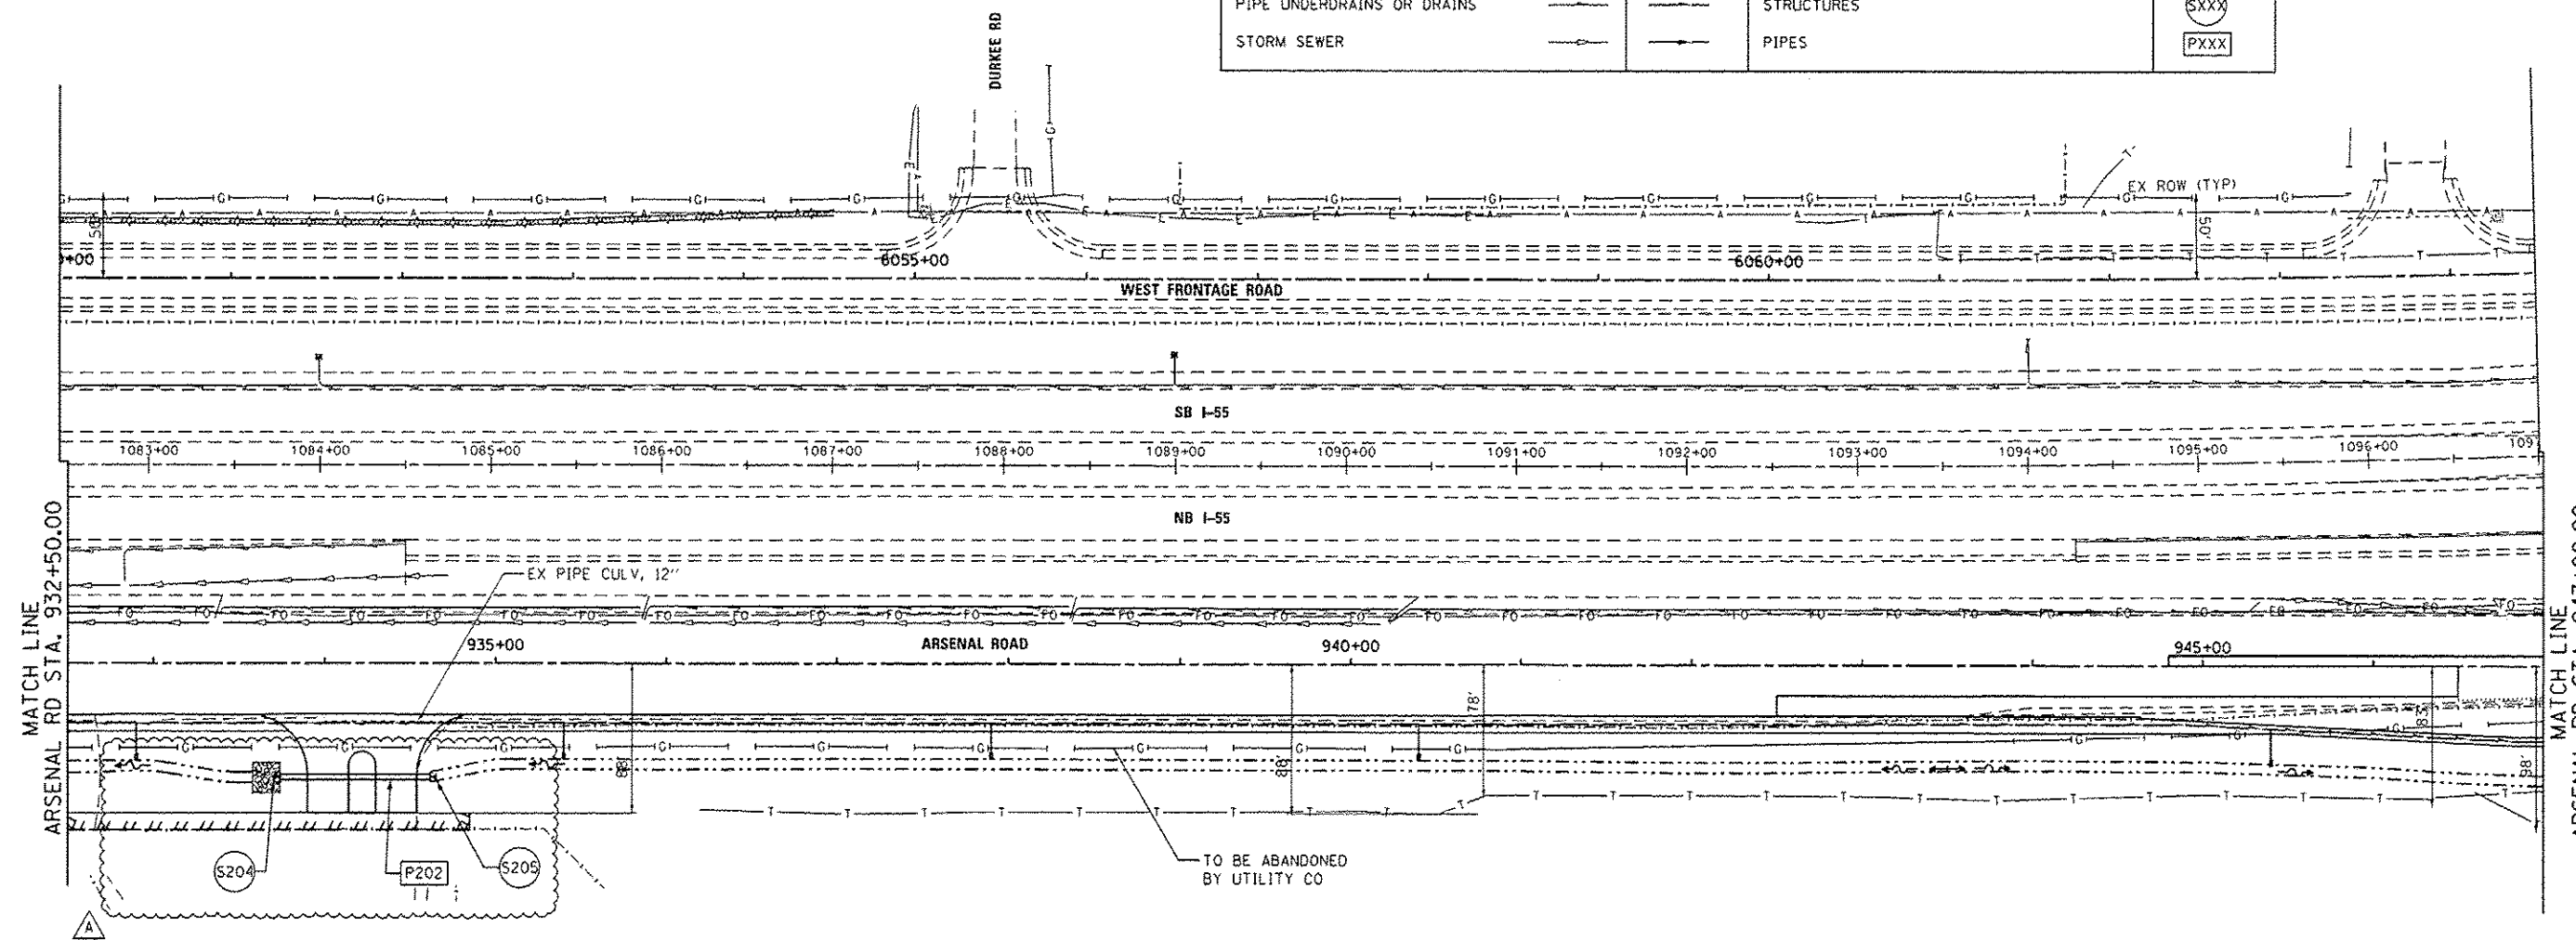 PIPE UNDERDRAINS OR DRAINS
STRUCTURES
SXXX
STORM SEWER
PIPES
PXXX
DURKEE RD
EX ROW (TYP)
50'
6055+00
6060+00
WEST FRONTAGE ROAD
SB I-55
1083+00 1084+00 1085+00 1086+00 1087+00 1088+00 1089+00 1090+00 1091+00 1092+00 1093+00 1094+00 1095+00 1096+00
NB I-55
EX PIPE CULV, 12"
935+00
ARSENAL ROAD
940+00
945+00
MATCH LINE
ARSENAL RD STA. 932+50.00
MATCH LINE
88'
88'
78'
98'
S204
P202
S205
TO BE ABANDONED
BY UTILITY CO
A